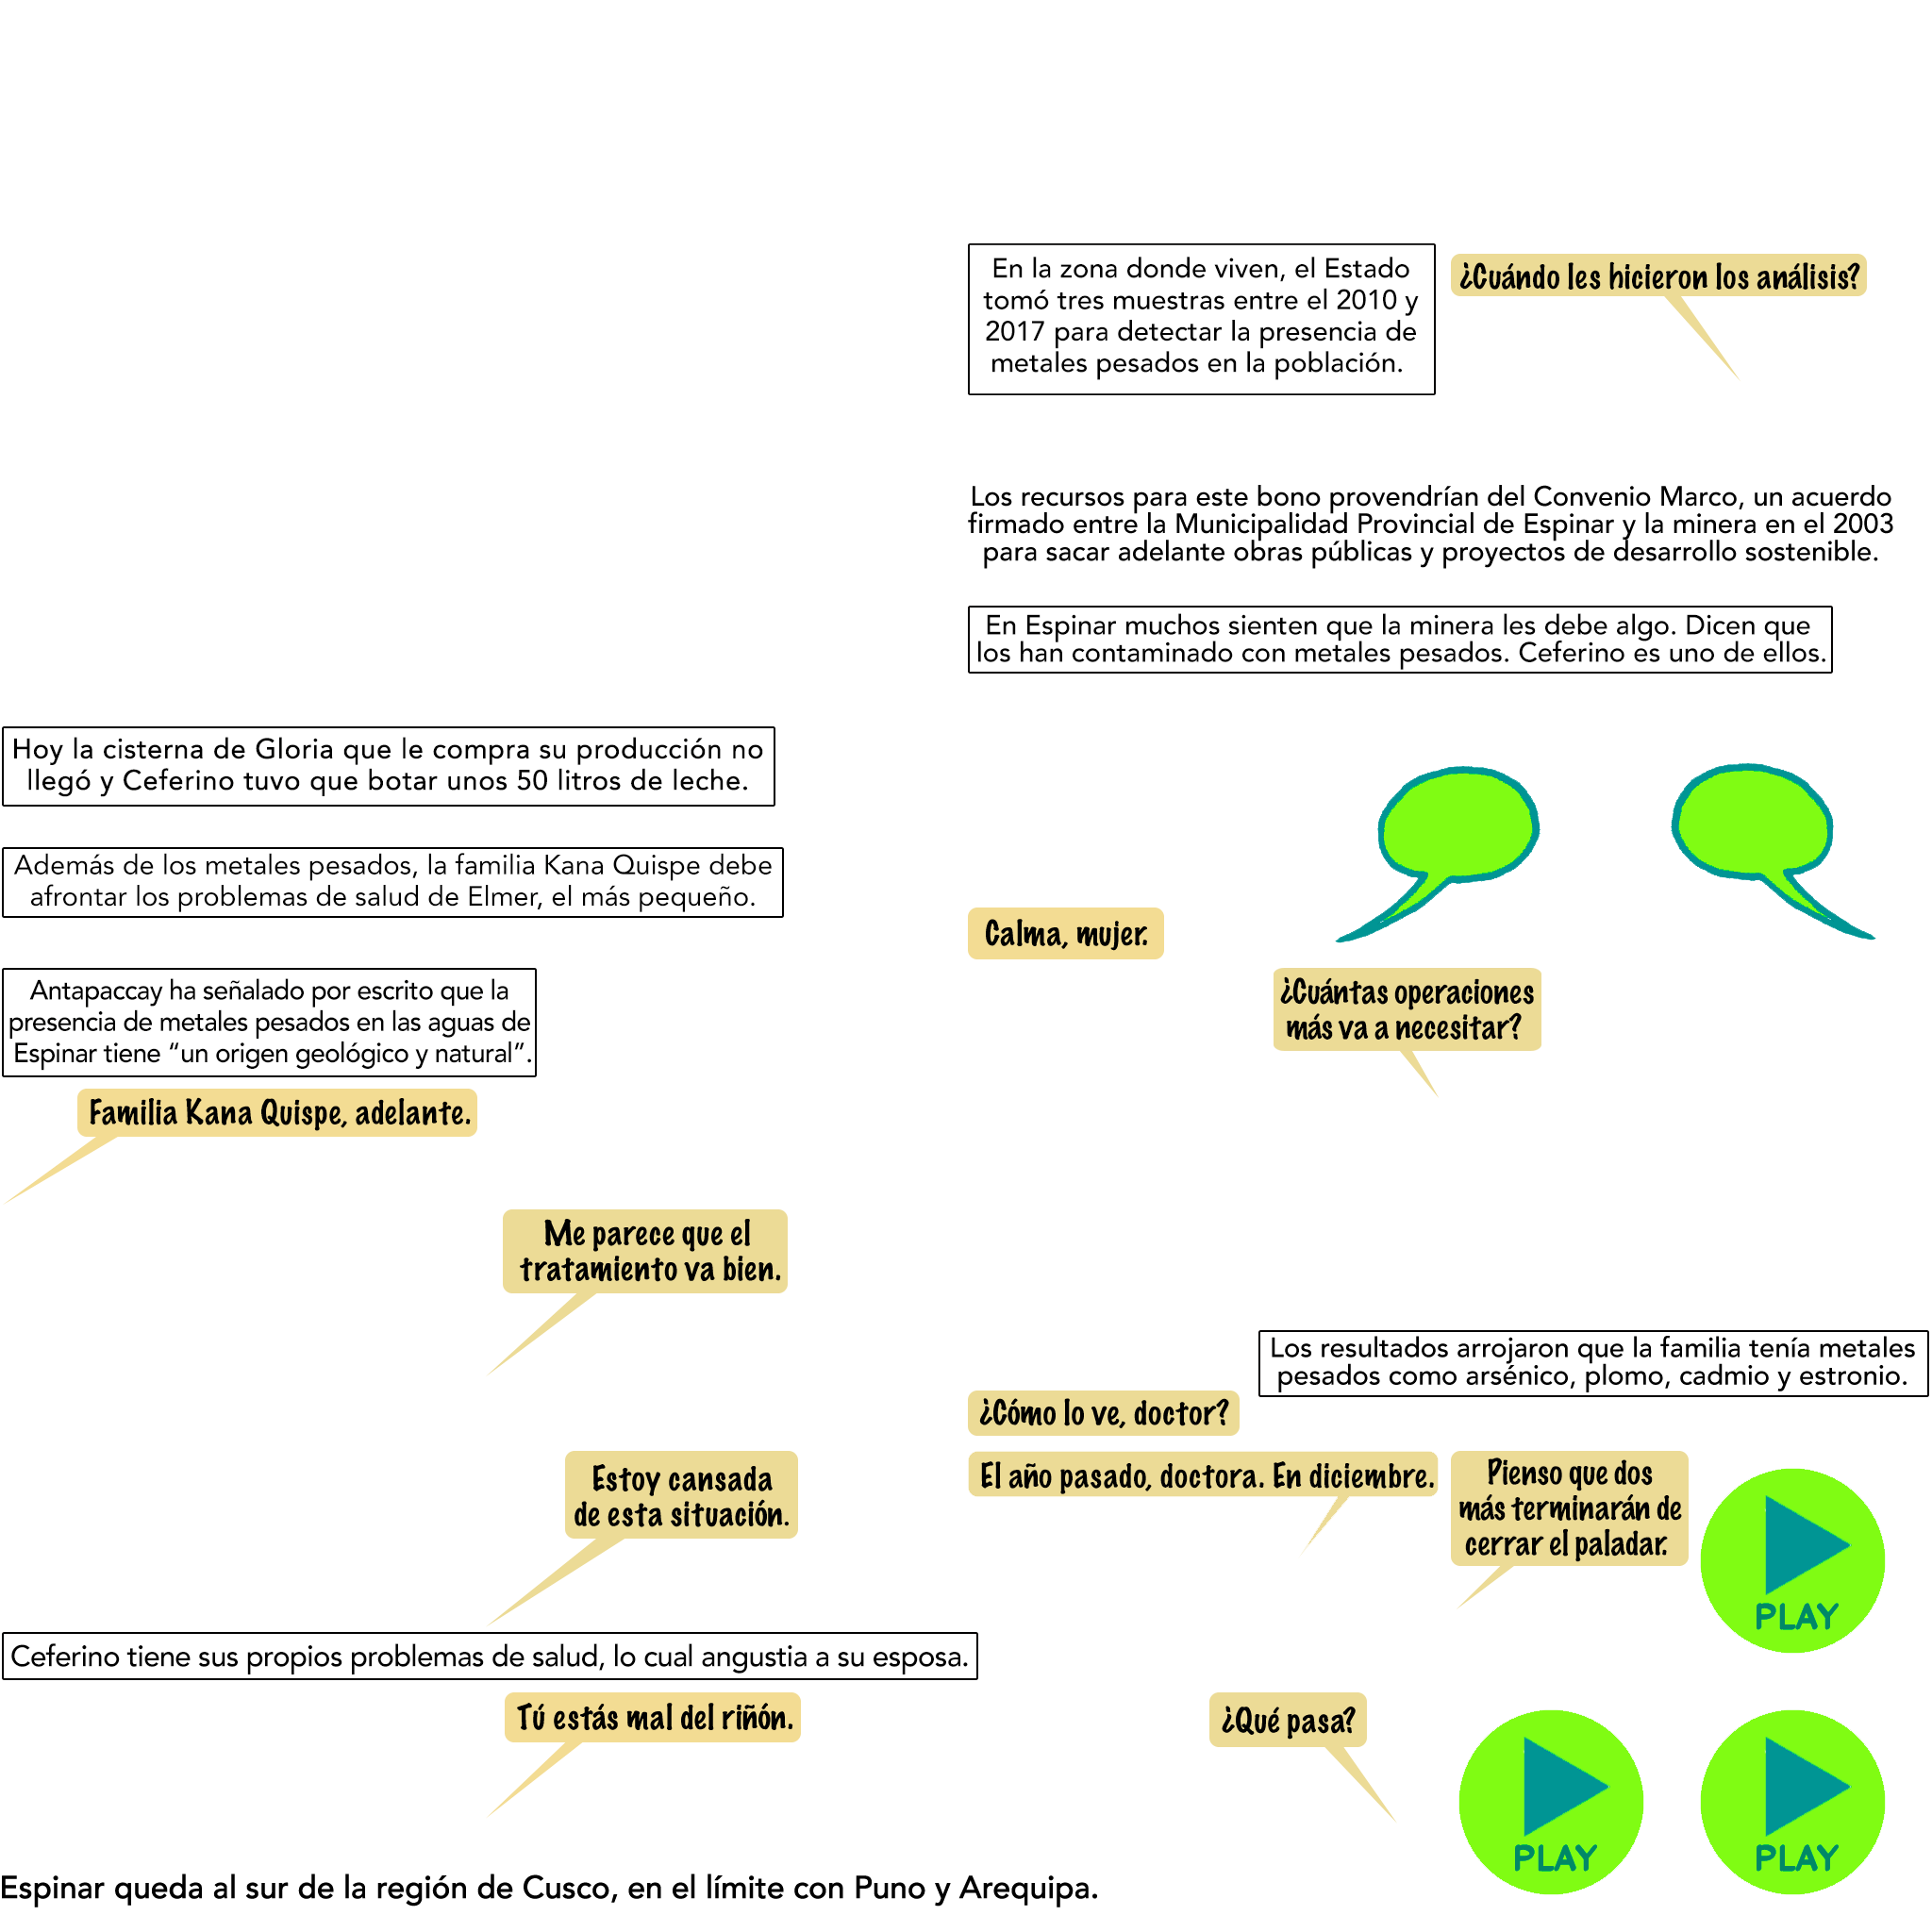 En la zona donde viven, el Estado
tomó tres muestras entre el 2010 y
2017 para detectar la presencia de
metales pesados en la población.
¿Cuándo les hicieron los análisis?
Los recursos para este bono provendrían del Convenio Marco, un acuerdo
firmado entre la Municipalidad Provincial de Espinar y la minera en el 2003
para sacar adelante obras públicas y proyectos de desarrollo sostenible.
En Espinar muchos sienten que la minera les debe algo. Dicen que
los han contaminado con metales pesados. Ceferino es uno de ellos.
Hoy la cisterna de Gloria que le compra su producción no
llegó y Ceferino tuvo que botar unos 50 litros de leche.
Además de los metales pesados, la familia Kana Quispe debe
afrontar los problemas de salud de Elmer, el más pequeño.
Calma, mujer.
Antapaccay ha señalado por escrito que la
presencia de metales pesados en las aguas de
Espinar tiene “un origen geológico y natural”.
¿Cuántas operaciones
más va a necesitar?
Familia Kana Quispe, adelante.
Me parece que el
tratamiento va bien.
Los resultados arrojaron que la familia tenía metales
pesados como arsénico, plomo, cadmio y estronio.
¿Cómo lo ve, doctor?
El año pasado, doctora. En diciembre.
Pienso que dos
más terminarán de
cerrar el paladar.
Estoy cansada
de esta situación.
PLAY
Ceferino tiene sus propios problemas de salud, lo cual angustia a su esposa.
Tú estás mal del riñón.
¿Qué pasa?
PLAY
PLAY
Espinar queda al sur de la región de Cusco, en el límite con Puno y Arequipa.